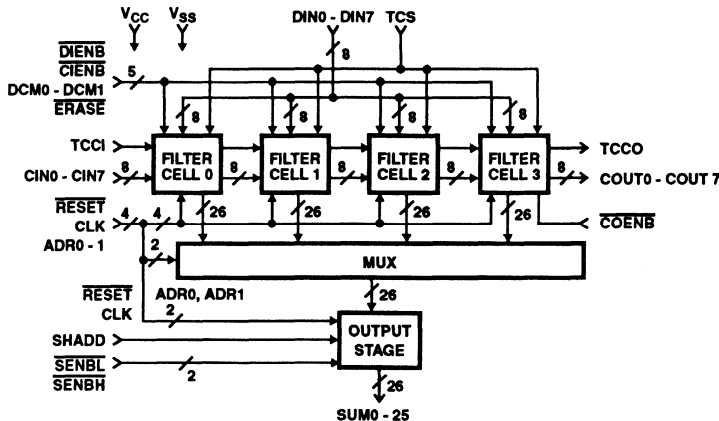 VCC VSS DIN0 - DIN7 TCS
8
DIENB
CIENB 5
DCM0 - DCM1
ERASE
8 8 8 8
TCCI FILTER CELL 0 FILTER CELL 1 FILTER CELL 2 FILTER CELL 3 TCCO
CIN0 - CIN7 8 8 8 8 8 COUT0 - COUT 7
RESET
CLK 4 4 26 26 26 26 COENB
ADR0 - 1 2
MUX
RESET ADR0, ADR1 26
CLK 2
SHADD OUTPUT STAGE
SENBL
SENBH 2
26
SUM0 - 25